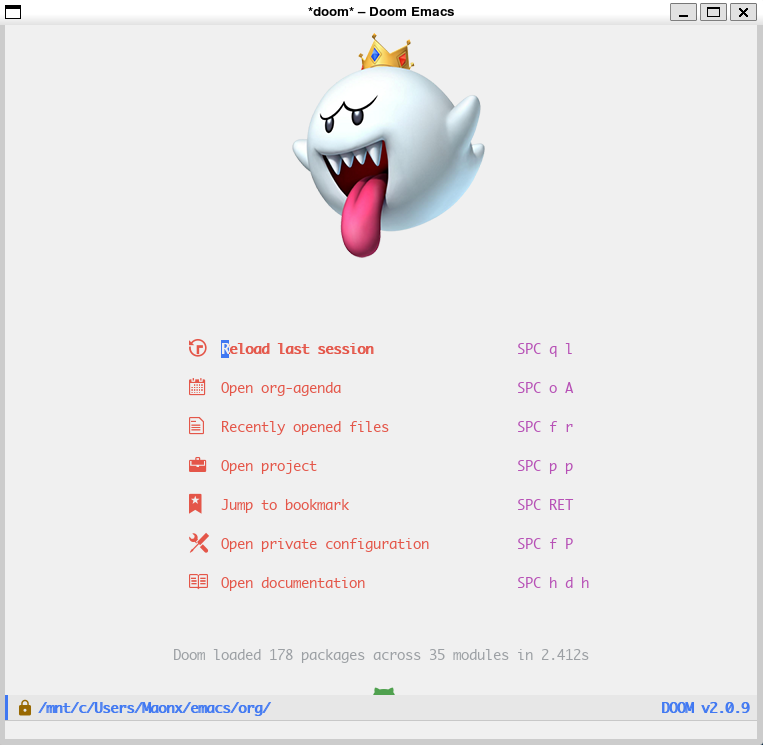 *doom* – Doom Emacs
Reload last session SPC q l
Open org-agenda SPC o A
Recently opened files SPC f r
Open project SPC p p
Jump to bookmark SPC RET
Open private configuration SPC f P
Open documentation SPC h d h
Doom loaded 178 packages across 35 modules in 2.412s
/mnt/c/Users/Maonx/emacs/org/ DOOM v2.0.9